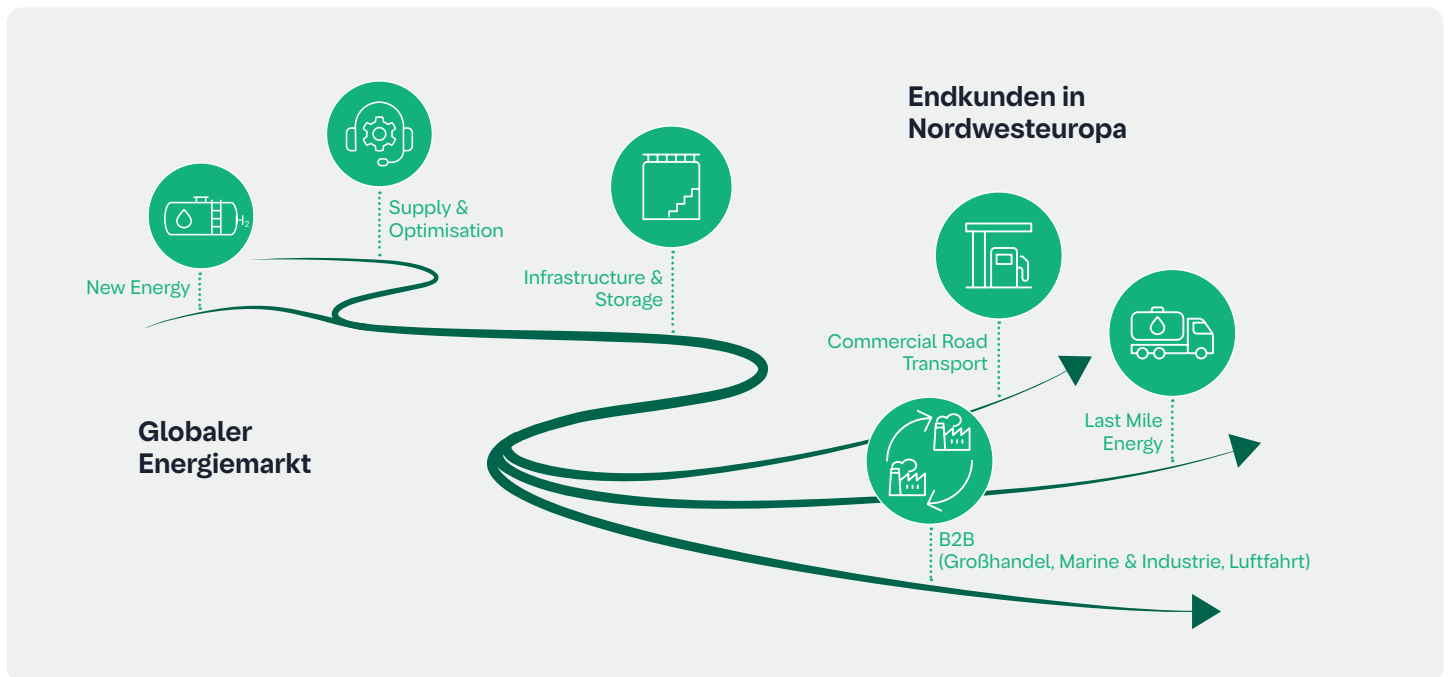 Endkunden in
Nordwesteuropa
H₂
Supply &
Optimisation
New Energy
Infrastructure &
Storage
Commercial Road
Transport
Last Mile
Energy
Globaler
Energiemarkt
B2B
(Großhandel, Marine & Industrie, Luftfahrt)